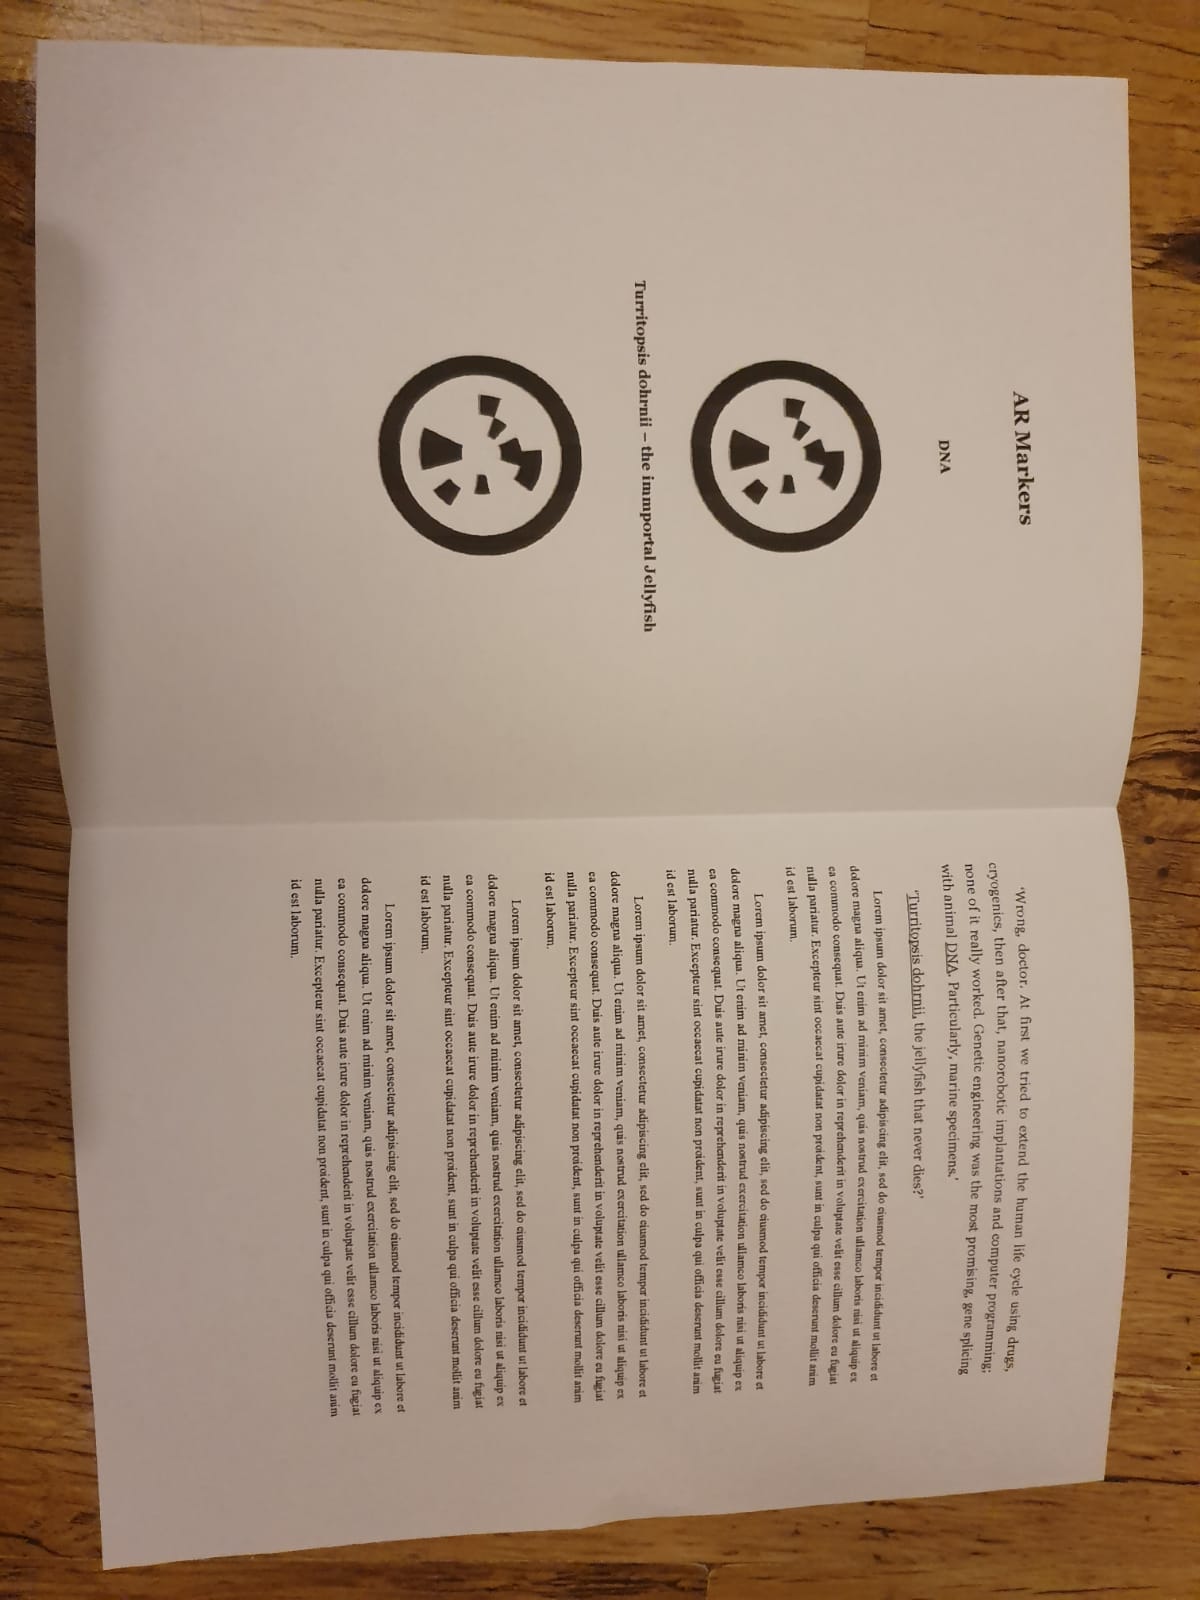 AR Markers
DNA
Turritopsis dohrnii – the immportal Jellyfish
‘Wrong, doctor. At first we tried to extend the human life cycle using drugs,
cryogenics, then after that, nanorobotic implantations and computer programming;
none of it really worked. Genetic engineering was the most promising, gene splicing
with animal DNA. Particularly, marine specimens.’
‘Turritopsis dohrnii, the jellyfish that never dies?’
Lorem ipsum dolor sit amet, consectetur adipiscing elit, sed do eiusmod tempor incididunt ut labore et
dolore magna aliqua. Ut enim ad minim veniam, quis nostrud exercitation ullamco laboris nisi ut aliquip ex
ea commodo consequat. Duis aute irure dolor in reprehenderit in voluptate velit esse cillum dolore eu fugiat
nulla pariatur. Excepteur sint occaecat cupidatat non proident, sunt in culpa qui officia deserunt mollit anim
id est laborum.
Lorem ipsum dolor sit amet, consectetur adipiscing elit, sed do eiusmod tempor incididunt ut labore et
dolore magna aliqua. Ut enim ad minim veniam, quis nostrud exercitation ullamco laboris nisi ut aliquip ex
ea commodo consequat. Duis aute irure dolor in reprehenderit in voluptate velit esse cillum dolore eu fugiat
nulla pariatur. Excepteur sint occaecat cupidatat non proident, sunt in culpa qui officia deserunt mollit anim
id est laborum.
Lorem ipsum dolor sit amet, consectetur adipiscing elit, sed do eiusmod tempor incididunt ut labore et
dolore magna aliqua. Ut enim ad minim veniam, quis nostrud exercitation ullamco laboris nisi ut aliquip ex
ea commodo consequat. Duis aute irure dolor in reprehenderit in voluptate velit esse cillum dolore eu fugiat
nulla pariatur. Excepteur sint occaecat cupidatat non proident, sunt in culpa qui officia deserunt mollit anim
id est laborum.
Lorem ipsum dolor sit amet, consectetur adipiscing elit, sed do eiusmod tempor incididunt ut labore et
dolore magna aliqua. Ut enim ad minim veniam, quis nostrud exercitation ullamco laboris nisi ut aliquip ex
ea commodo consequat. Duis aute irure dolor in reprehenderit in voluptate velit esse cillum dolore eu fugiat
nulla pariatur. Excepteur sint occaecat cupidatat non proident, sunt in culpa qui officia deserunt mollit anim
id est laborum.
Lorem ipsum dolor sit amet, consectetur adipiscing elit, sed do eiusmod tempor incididunt ut labore et
dolore magna aliqua. Ut enim ad minim veniam, quis nostrud exercitation ullamco laboris nisi ut aliquip ex
ea commodo consequat. Duis aute irure dolor in reprehenderit in voluptate velit esse cillum dolore eu fugiat
nulla pariatur. Excepteur sint occaecat cupidatat non proident, sunt in culpa qui officia deserunt mollit anim
id est laborum.